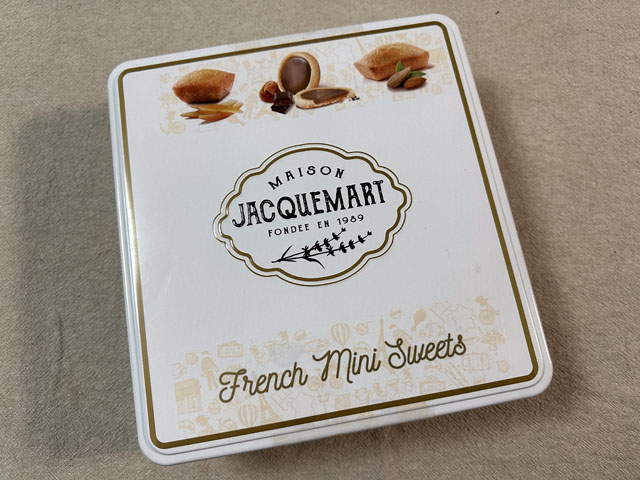 MAISON
JACQUEMART
FONDEE EN 1989
French Mini Sweets